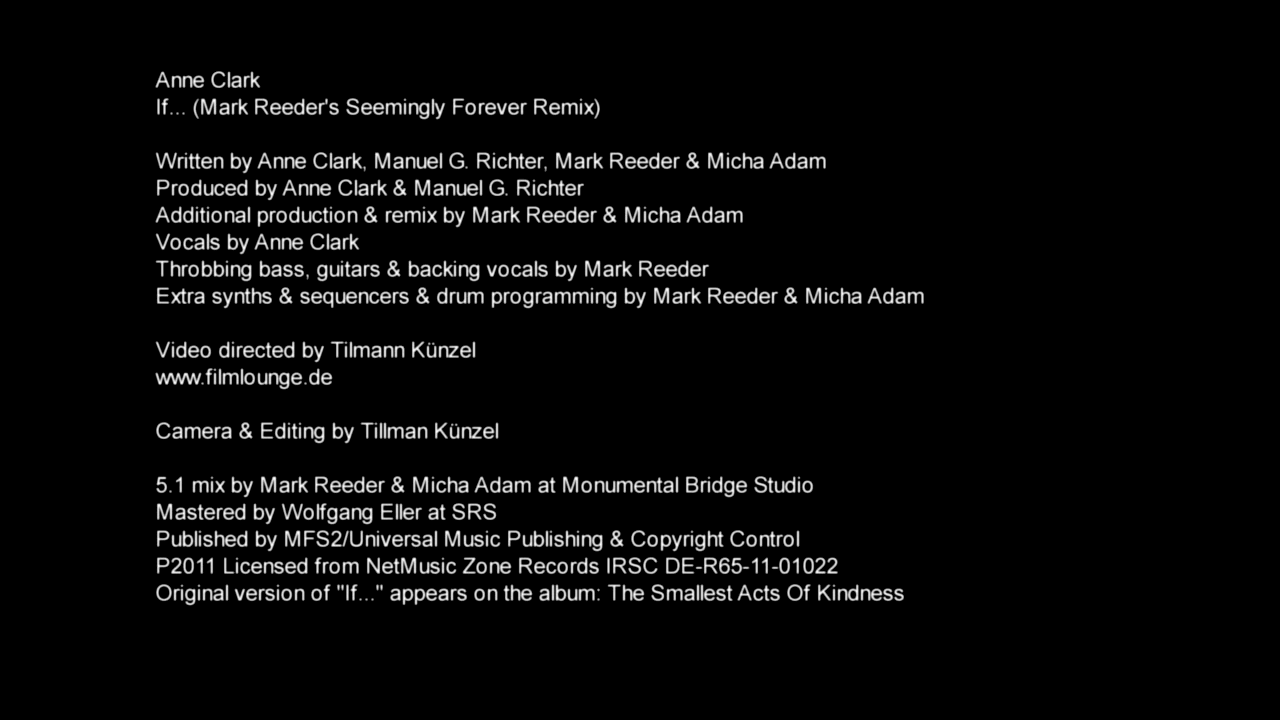 Anne Clark
If... (Mark Reeder's Seemingly Forever Remix)
Written by Anne Clark, Manuel G. Richter, Mark Reeder & Micha Adam
Produced by Anne Clark & Manuel G. Richter
Additional production & remix by Mark Reeder & Micha Adam
Vocals by Anne Clark
Throbbing bass, guitars & backing vocals by Mark Reeder
Extra synths & sequencers & drum programming by Mark Reeder & Micha Adam
Video directed by Tilmann Künzel
www.filmlounge.de
Camera & Editing by Tillman Künzel
5.1 mix by Mark Reeder & Micha Adam at Monumental Bridge Studio
Mastered by Wolfgang Eller at SRS
Published by MFS2/Universal Music Publishing & Copyright Control
P2011 Licensed from NetMusic Zone Records IRSC DE-R65-11-01022
Original version of "If..." appears on the album: The Smallest Acts Of Kindness